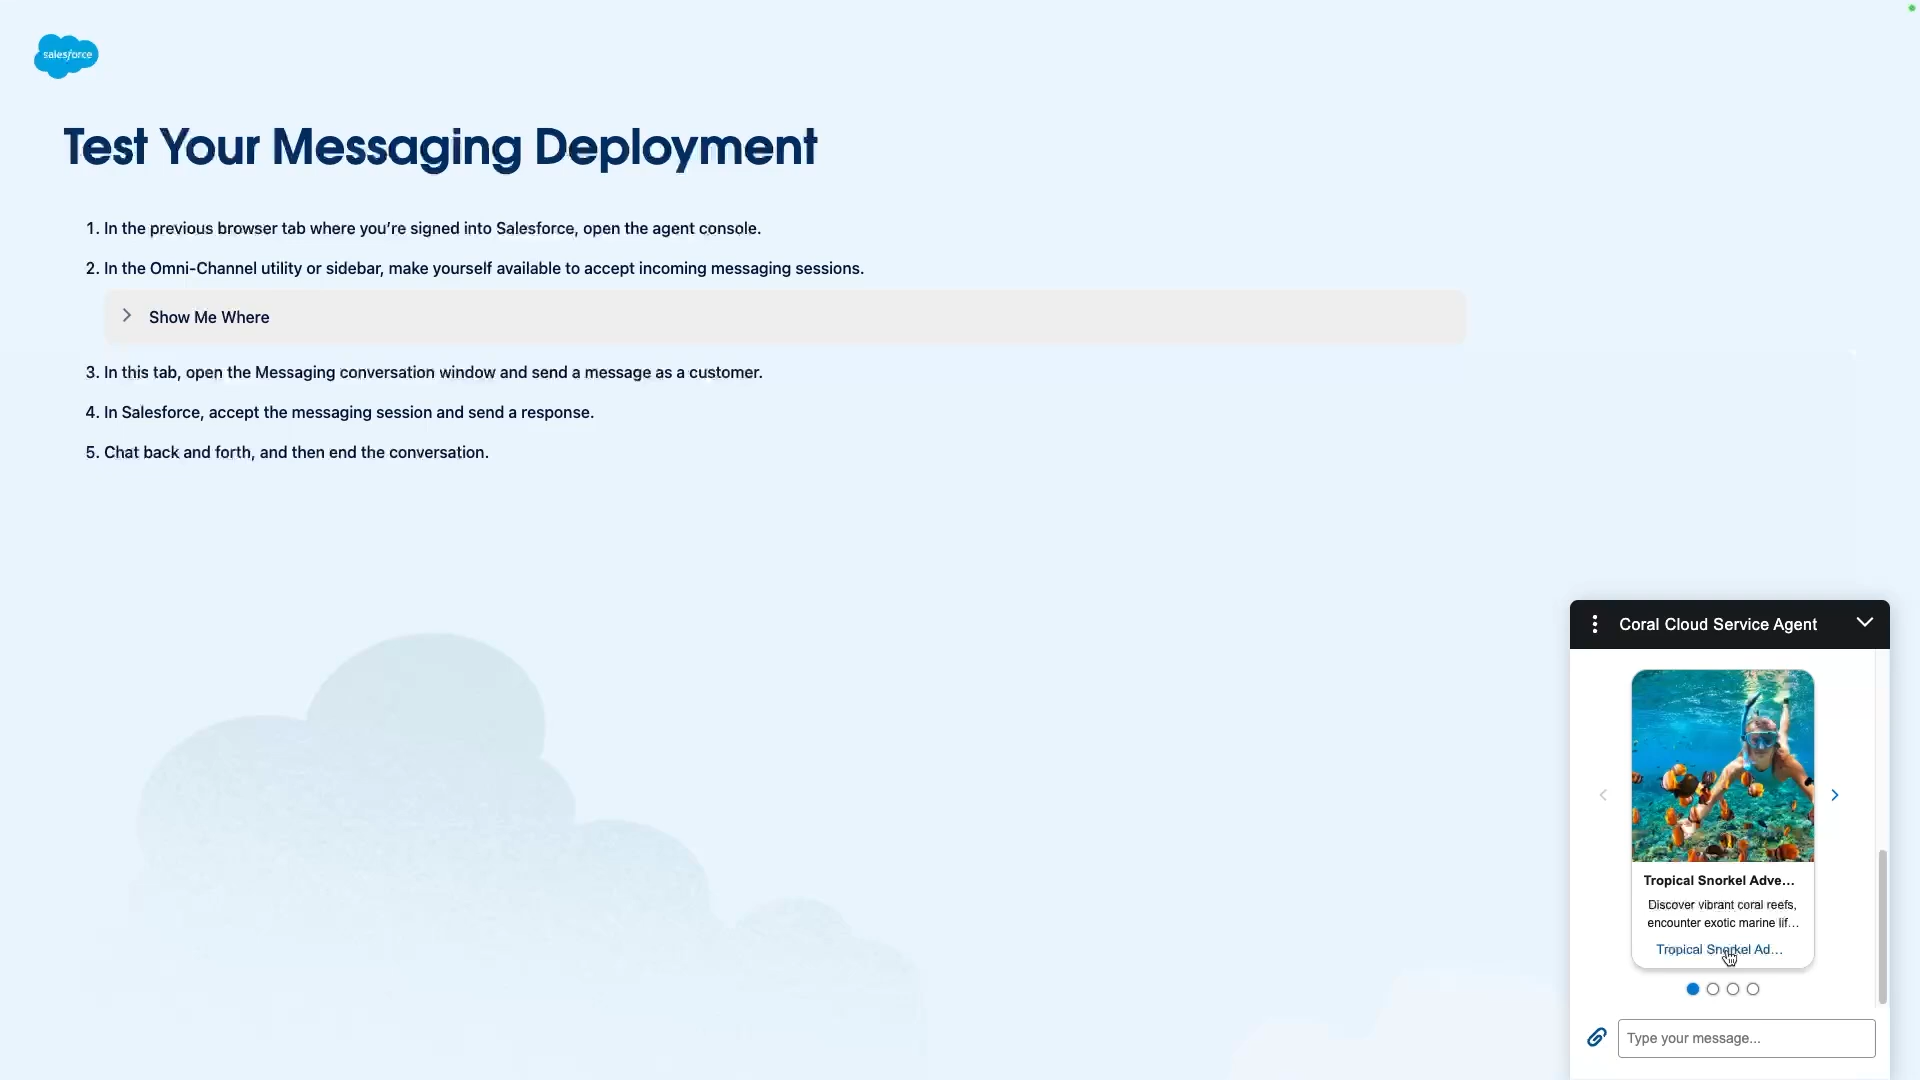 salesforce
Test Your Messaging Deployment
1. In the previous browser tab where you're signed into Salesforce, open the agent console.
2. In the Omni-Channel utility or sidebar, make yourself available to accept incoming messaging sessions.
Show Me Where
3. In this tab, open the Messaging conversation window and send a message as a customer.
4. In Salesforce, accept the messaging session and send a response.
5. Chat back and forth, and then end the conversation.
Coral Cloud Service Agent
Tropical Snorkel Adve...
Discover vibrant coral reefs,
encounter exotic marine lif...
Tropical Snorkel Ad...
Type your message...